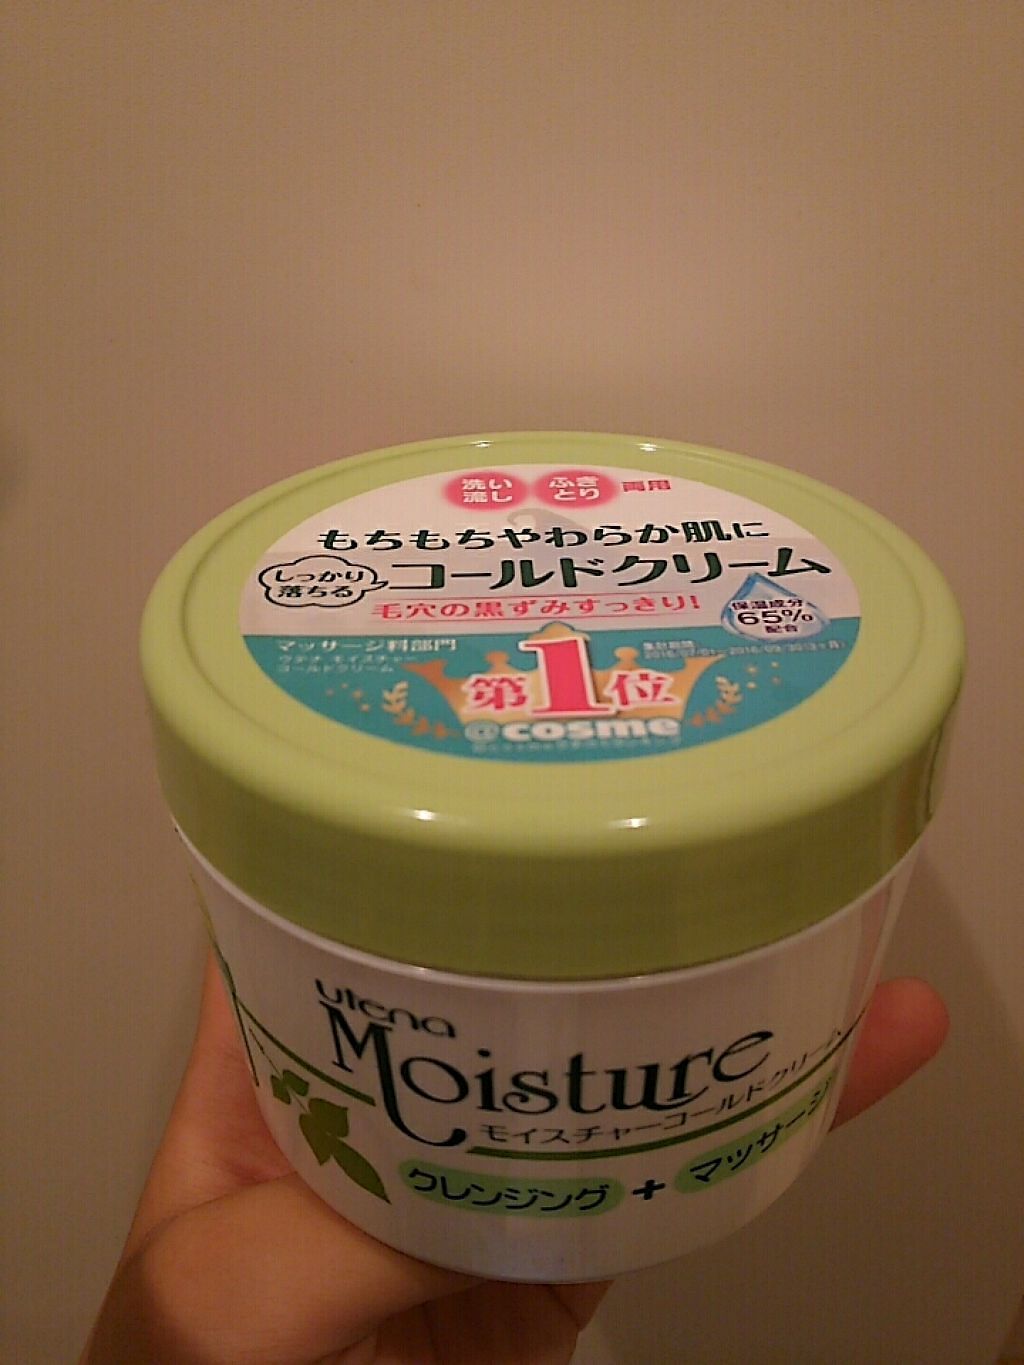 洗い
流し
ふき
とり
両用
もちもちやわらか肌に
しっかり
落ちる
コールドクリーム
毛穴の黒ずみすっきり!
保湿成分
65%
配合
マッサージ料部門
ウテナ モイスチャー
コールドクリーム
集計期間
第1位
@cosme
utena
Moisture
モイスチャーコールドクリーム
クレンジング + マッサージ